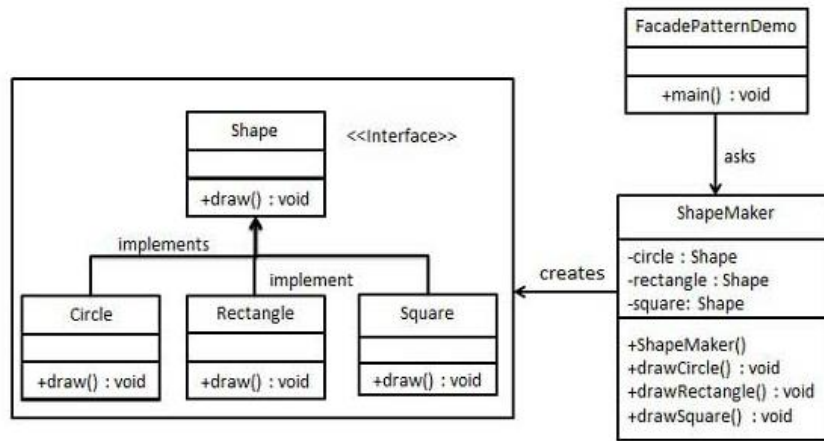 FacadePatternDemo
+main() : void
asks
Shape
<<Interface>>
+draw() : void
implements
implement
Circle
+draw() : void
Rectangle
+draw() : void
Square
+draw() : void
creates
ShapeMaker
-circle : Shape
-rectangle : Shape
-square: Shape
+ShapeMaker()
+drawCircle() : void
+drawRectangle() : void
+drawSquare() : void